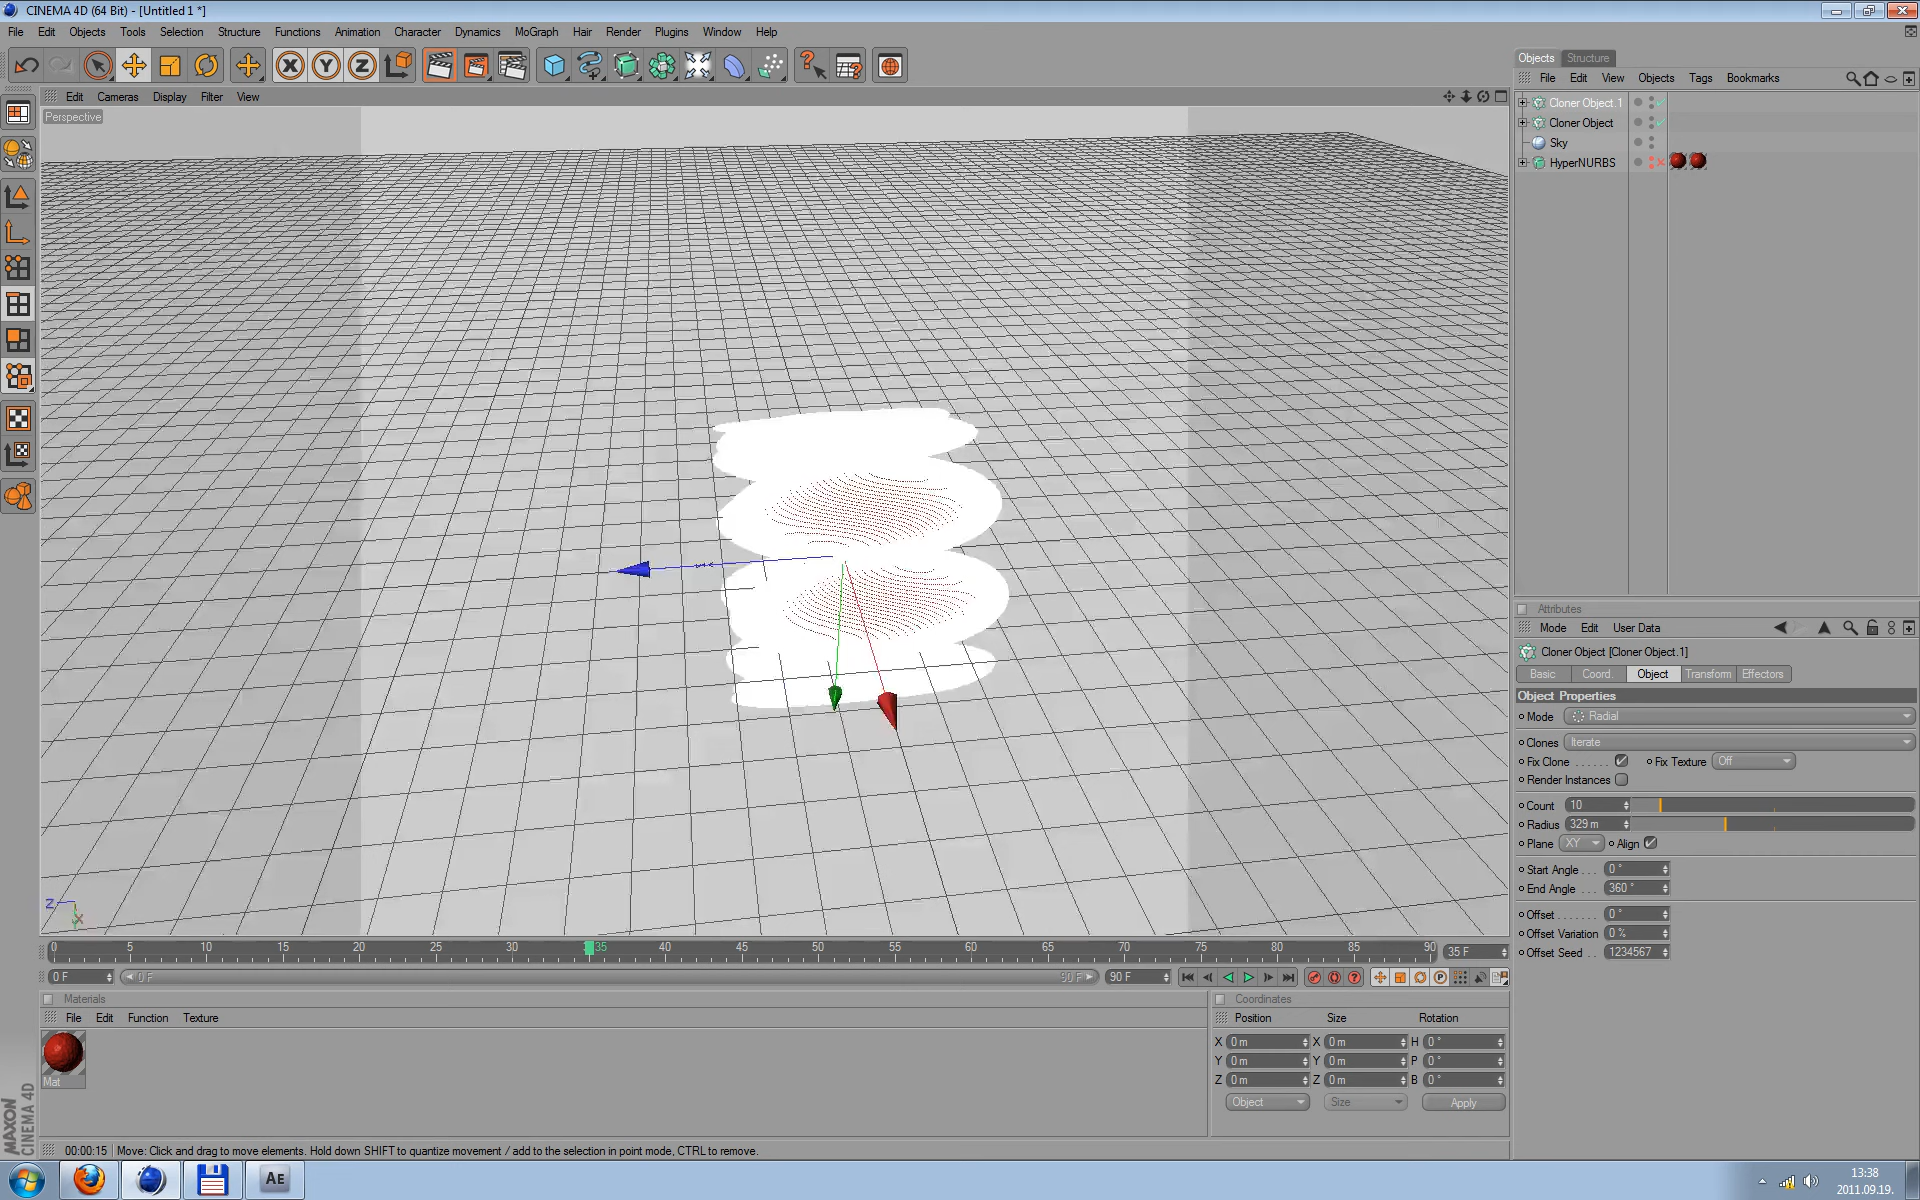 CINEMA 4D (64 Bit) - [Untitled 1 *]
File Edit Objects Tools Selection Structure Functions Animation Character Dynamics MoGraph Hair Render Plugins Window Help
Objects Structure
File Edit View Objects Tags Bookmarks
Edit Cameras Display Filter View
Perspective
Cloner Object.1
Cloner Object
Sky
HyperNURBS
Attributes
Mode Edit User Data
Cloner Object [Cloner Object.1]
Basic Coord. Object Transform Effectors
Object Properties
Mode Radial
Clones Iterate
Fix Clone . . . . . . Fix Texture Off
Render Instances
Count 10
Radius 329 m
Plane XY Align
Start Angle . . . 0 °
End Angle . . . . 360 °
Offset . . . . . . . 0 °
Offset Variation 0 %
Offset Seed . . 1234567
Z X
0 5 10 15 20 25 30 35 40 45 50 55 60 65 70 75 80 85 90 35 F
0 F 0 F 90 F 90 F
Materials
File Edit Function Texture
Mat
Coordinates
Position Size Rotation
X 0 m X 0 m H 0 °
Y 0 m Y 0 m P 0 °
Z 0 m Z 0 m B 0 °
Object Size Apply
MAXON
CINEMA 4D
00:00:15 Move: Click and drag to move elements. Hold down SHIFT to quantize movement / add to the selection in point mode, CTRL to remove.
AE
13:38
2011.09.19.